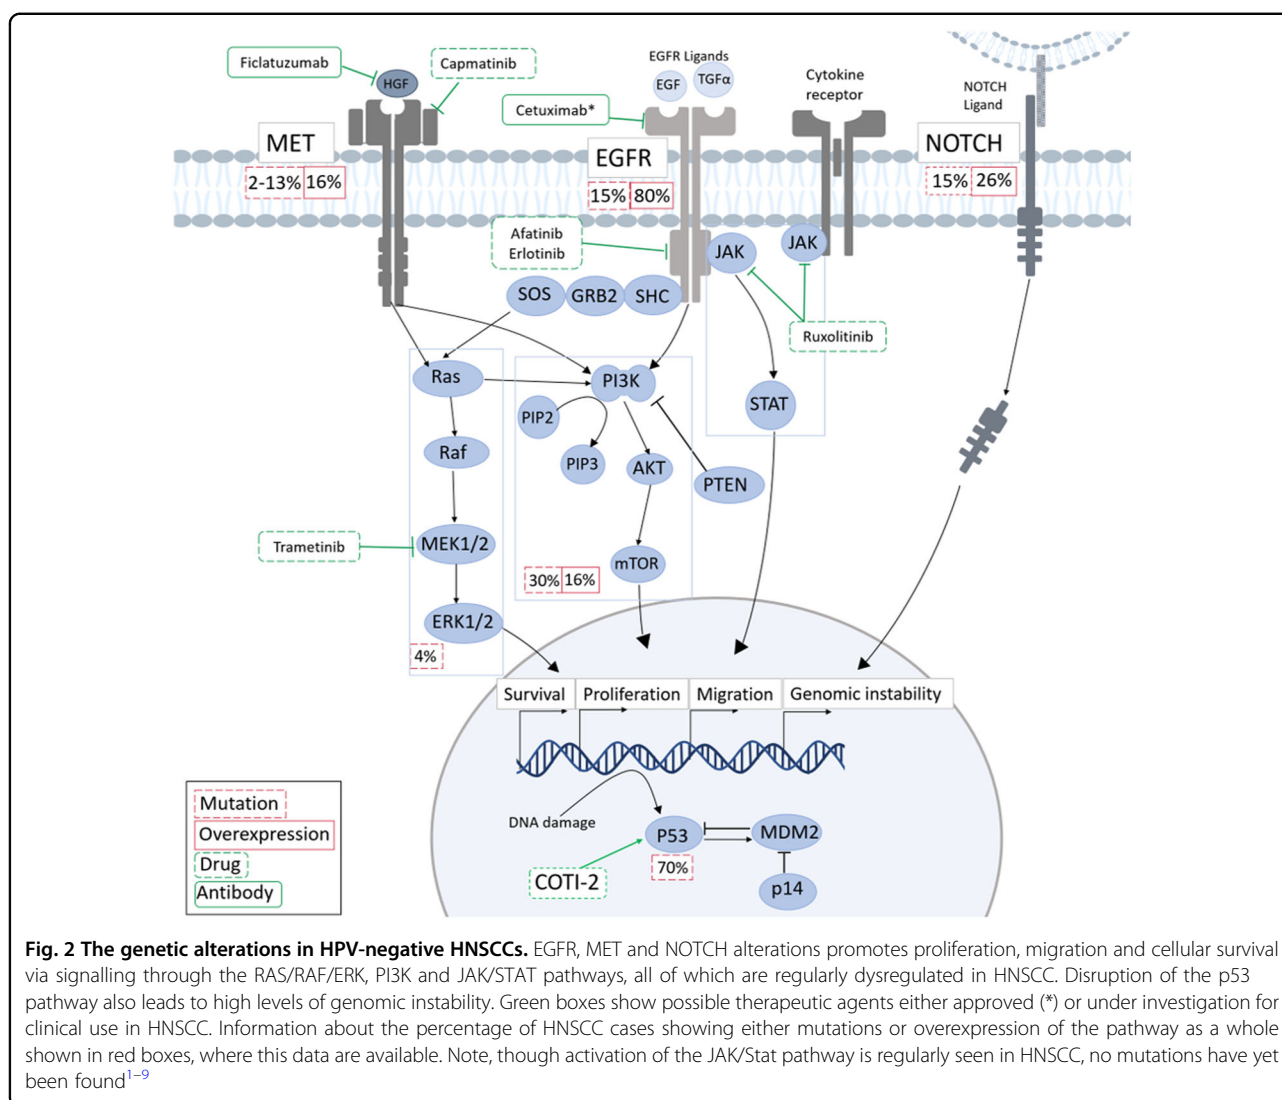 Ficlatuzumab
HGF
Capmatinib
EGFR Ligands
EGF
TGFα
Cetuximab*
Cytokine
receptor
NOTCH
Ligand
MET
2-13% 16%
EGFR
15% 80%
NOTCH
15% 26%
Afatinib
Erlotinib
JAK
JAK
SOS
GRB2
SHC
Ruxolitinib
Ras
PI3K
PIP2
STAT
Raf
PIP3
AKT
PTEN
Trametinib
MEK1/2
mTOR
30% 16%
ERK1/2
4%
Survival
Proliferation
Migration
Genomic instability
DNA damage
P53
MDM2
70%
COTI-2
p14
Mutation
Overexpression
Drug
Antibody
Fig. 2 The genetic alterations in HPV-negative HNSCCs. EGFR, MET and NOTCH alterations promotes proliferation, migration and cellular survival
via signalling through the RAS/RAF/ERK, PI3K and JAK/STAT pathways, all of which are regularly dysregulated in HNSCC. Disruption of the p53
pathway also leads to high levels of genomic instability. Green boxes show possible therapeutic agents either approved (*) or under investigation for
clinical use in HNSCC. Information about the percentage of HNSCC cases showing either mutations or overexpression of the pathway as a whole
shown in red boxes, where this data are available. Note, though activation of the JAK/Stat pathway is regularly seen in HNSCC, no mutations have yet
been found1–9